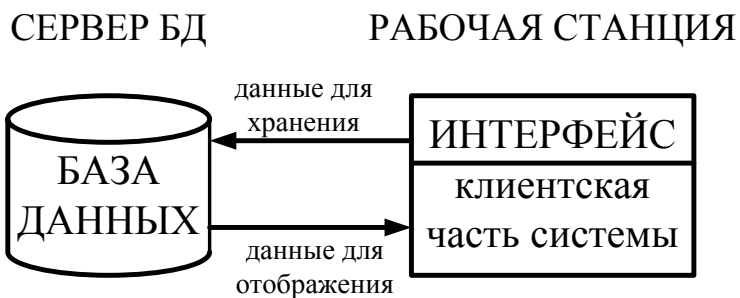 СЕРВЕР БД
РАБОЧАЯ СТАНЦИЯ
данные для
хранения
БАЗА
ДАННЫХ
ИНТЕРФЕЙС
клиентская
часть системы
данные для
отображения